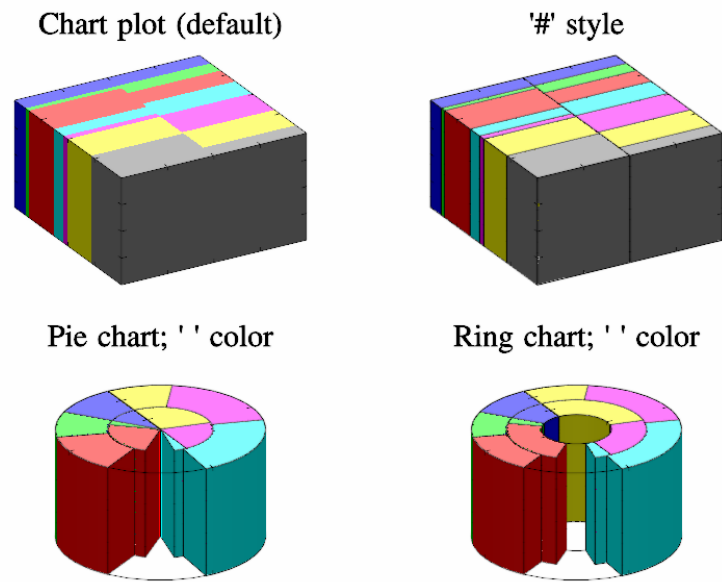 Chart plot (default)
'#' style
Pie chart; ' ' color
Ring chart; ' ' color